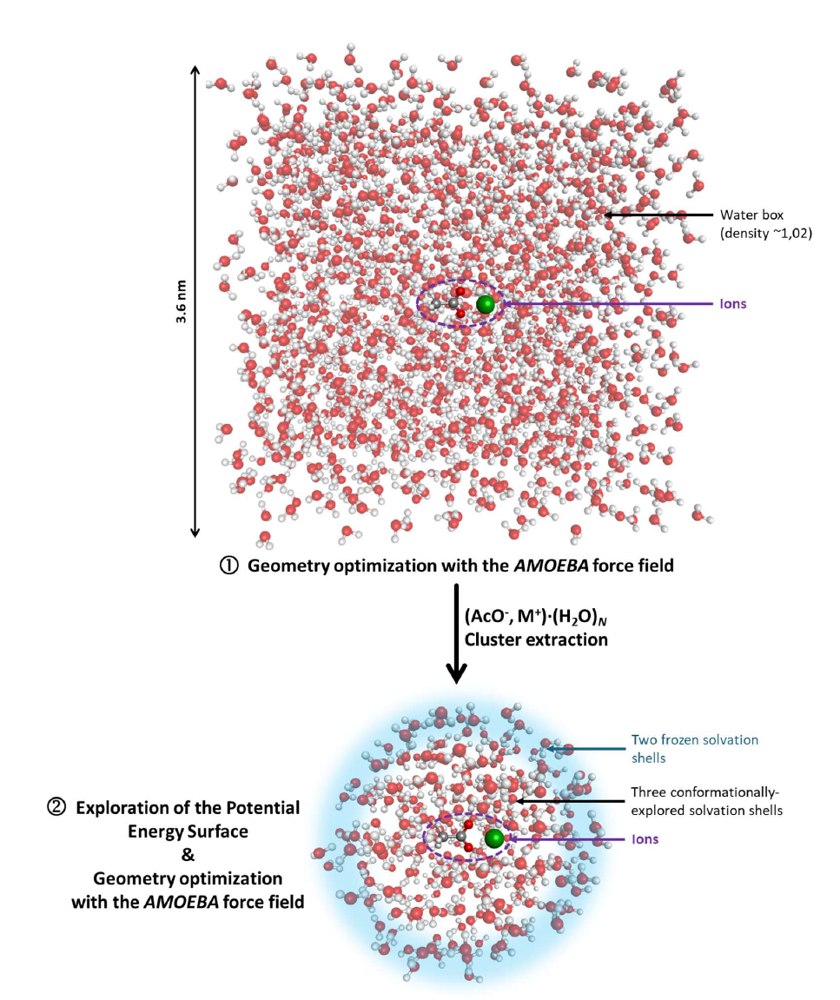 3.6 nm
Water box
(density ~1,02)
Ions
① Geometry optimization with the AMOEBA force field
(AcO⁻, M⁺)·(H₂O)N
Cluster extraction
Two frozen solvation
shells
Three conformationally-
explored solvation shells
Ions
② Exploration of the Potential
Energy Surface
&
Geometry optimization
with the AMOEBA force field